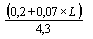 (0,2 + 0,07 × L)
4,3